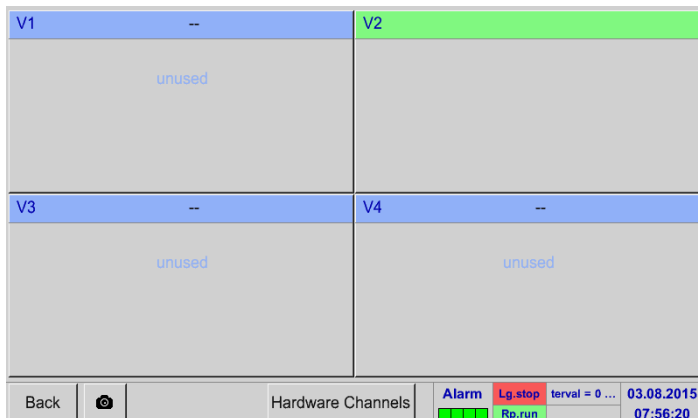 V1 --
V2
unused
V3 --
V4 --
unused
unused
Back
Hardware Channels
Alarm
Lg.stop
terval = 0 ...
03.08.2015
Rp.run
07:56:20